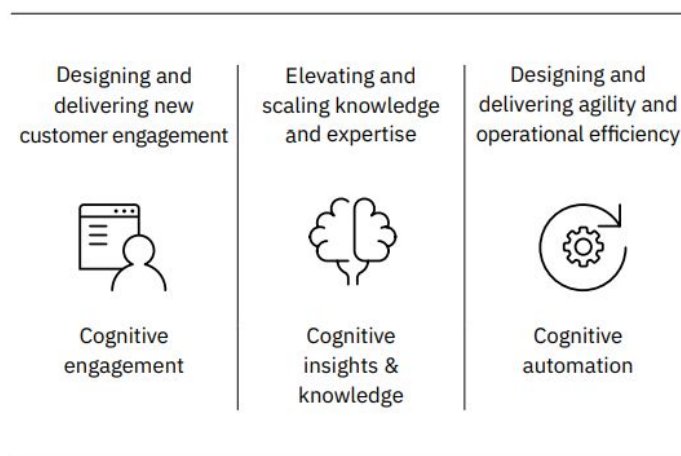 Designing and
delivering new
customer engagement
Cognitive
engagement
Elevating and
scaling knowledge
and expertise
Cognitive
insights &
knowledge
Designing and
delivering agility and
operational efficiency
Cognitive
automation